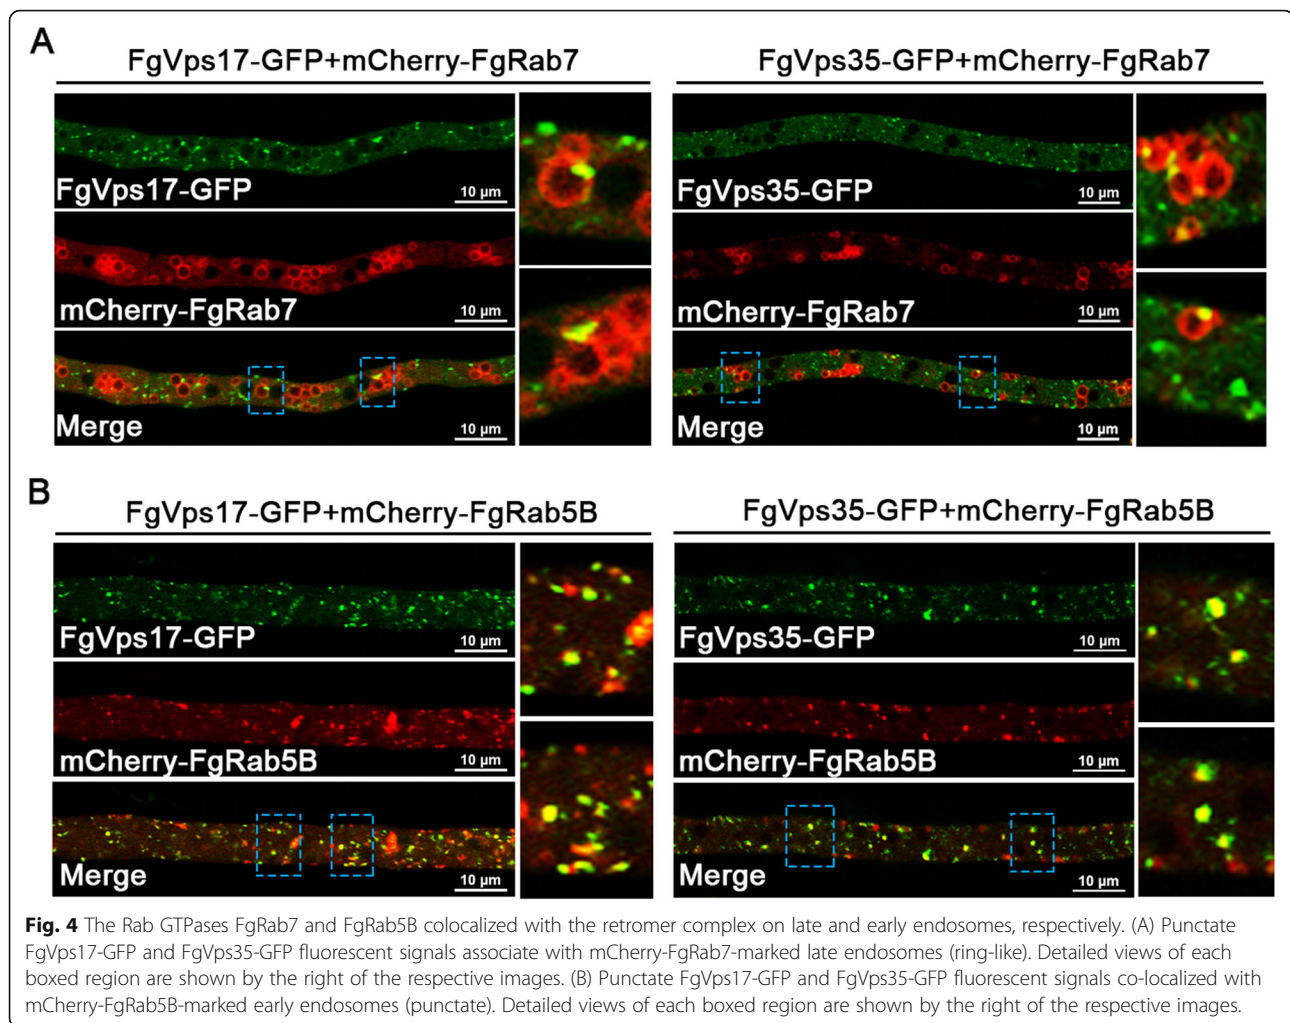 A
FgVps17-GFP+mCherry-FgRab7
FgVps35-GFP+mCherry-FgRab7
FgVps17-GFP
10 µm
FgVps35-GFP
10 µm
mCherry-FgRab7
10 µm
mCherry-FgRab7
10 µm
Merge
10 µm
Merge
10 µm
B
FgVps17-GFP+mCherry-FgRab5B
FgVps35-GFP+mCherry-FgRab5B
FgVps17-GFP
10 µm
FgVps35-GFP
10 µm
mCherry-FgRab5B
10 µm
mCherry-FgRab5B
10 µm
Merge
10 µm
Merge
10 µm
Fig. 4 The Rab GTPases FgRab7 and FgRab5B colocalized with the retromer complex on late and early endosomes, respectively. (A) Punctate
FgVps17-GFP and FgVps35-GFP fluorescent signals associate with mCherry-FgRab7-marked late endosomes (ring-like). Detailed views of each
boxed region are shown by the right of the respective images. (B) Punctate FgVps17-GFP and FgVps35-GFP fluorescent signals co-localized with
mCherry-FgRab5B-marked early endosomes (punctate). Detailed views of each boxed region are shown by the right of the respective images.